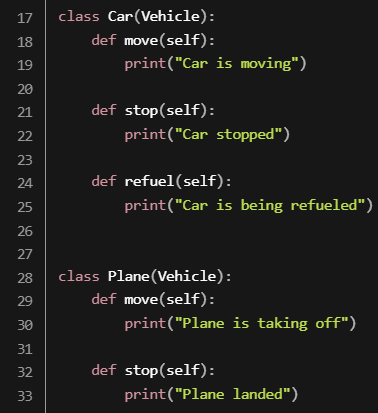 17 class Car(Vehicle):
18     def move(self):
19         print("Car is moving")
20
21     def stop(self):
22         print("Car stopped")
23
24     def refuel(self):
25         print("Car is being refueled")
26
27
28 class Plane(Vehicle):
29     def move(self):
30         print("Plane is taking off")
31
32     def stop(self):
33         print("Plane landed")